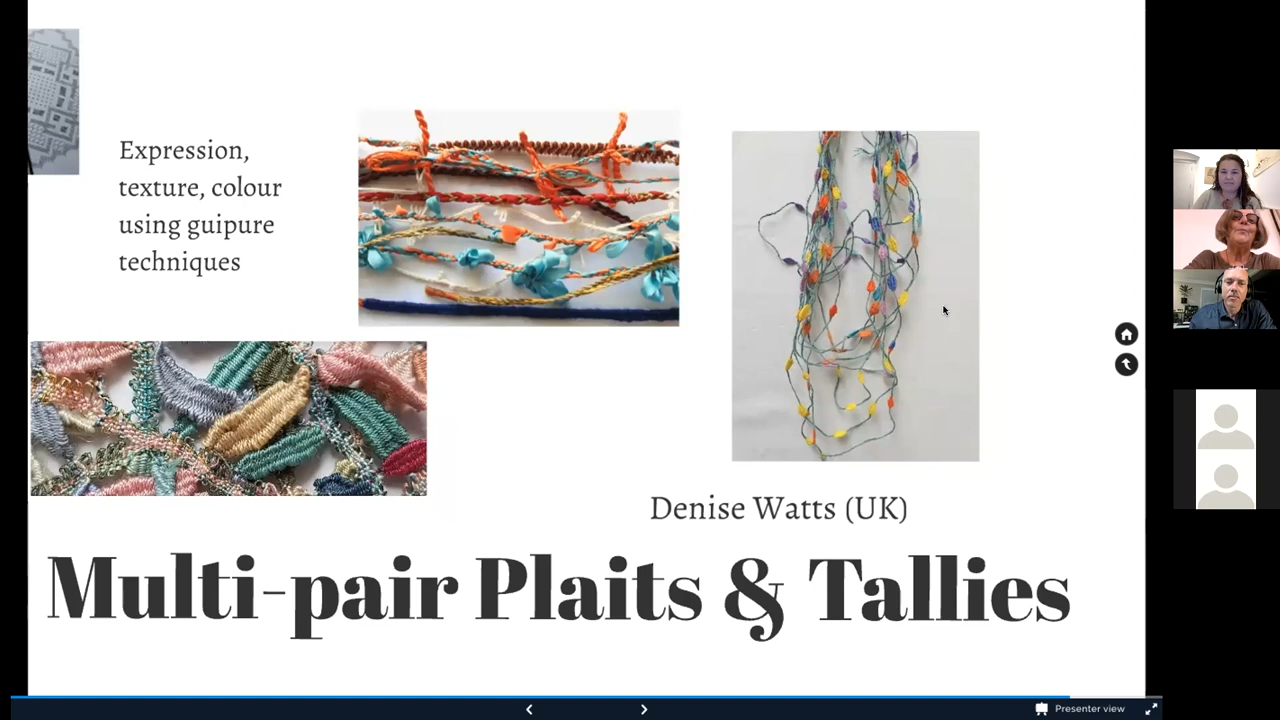 Expression,
texture, colour
using guipure
techniques
Denise Watts (UK)
Multi-pair Plaits & Tallies
Presenter view